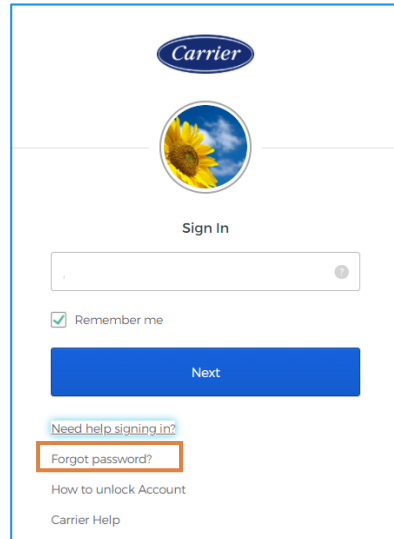 Carrier
Sign In
Remember me
Next
Need help signing in?
Forgot password?
How to unlock Account
Carrier Help